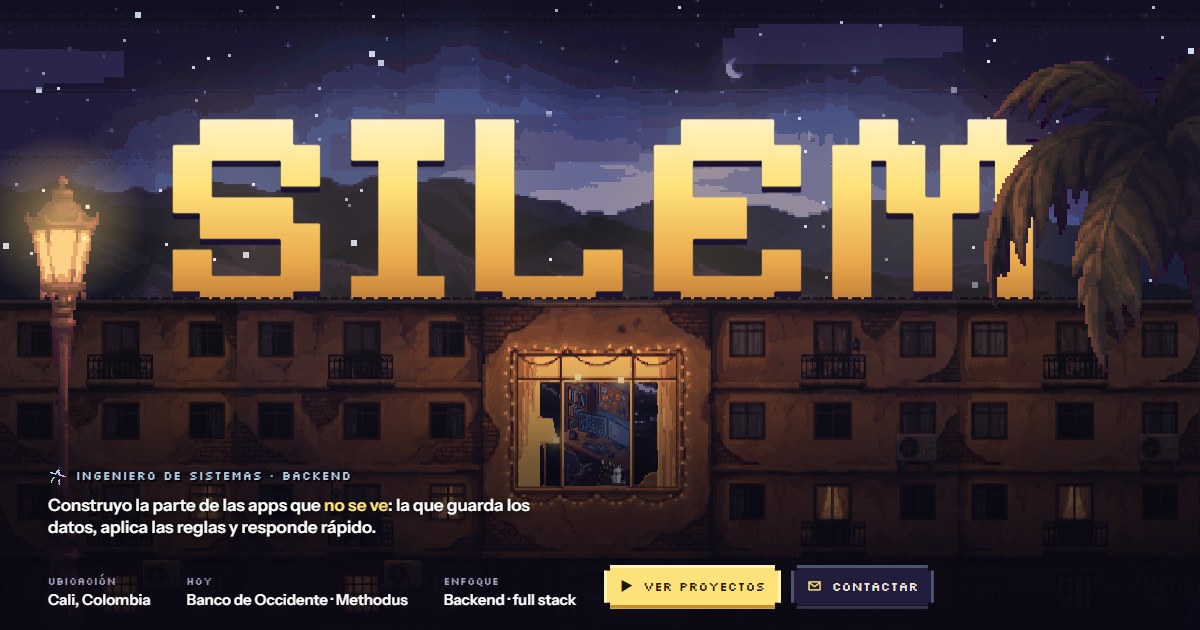 SILEM
INGENIERO DE SISTEMAS · BACKEND
Construyo la parte de las apps que no se ve: la que guarda los
datos, aplica las reglas y responde rápido.
UBICACIÓN
Cali, Colombia
HOY
Banco de Occidente · Methodus
ENFOQUE
Backend · full stack
VER PROYECTOS
CONTACTAR